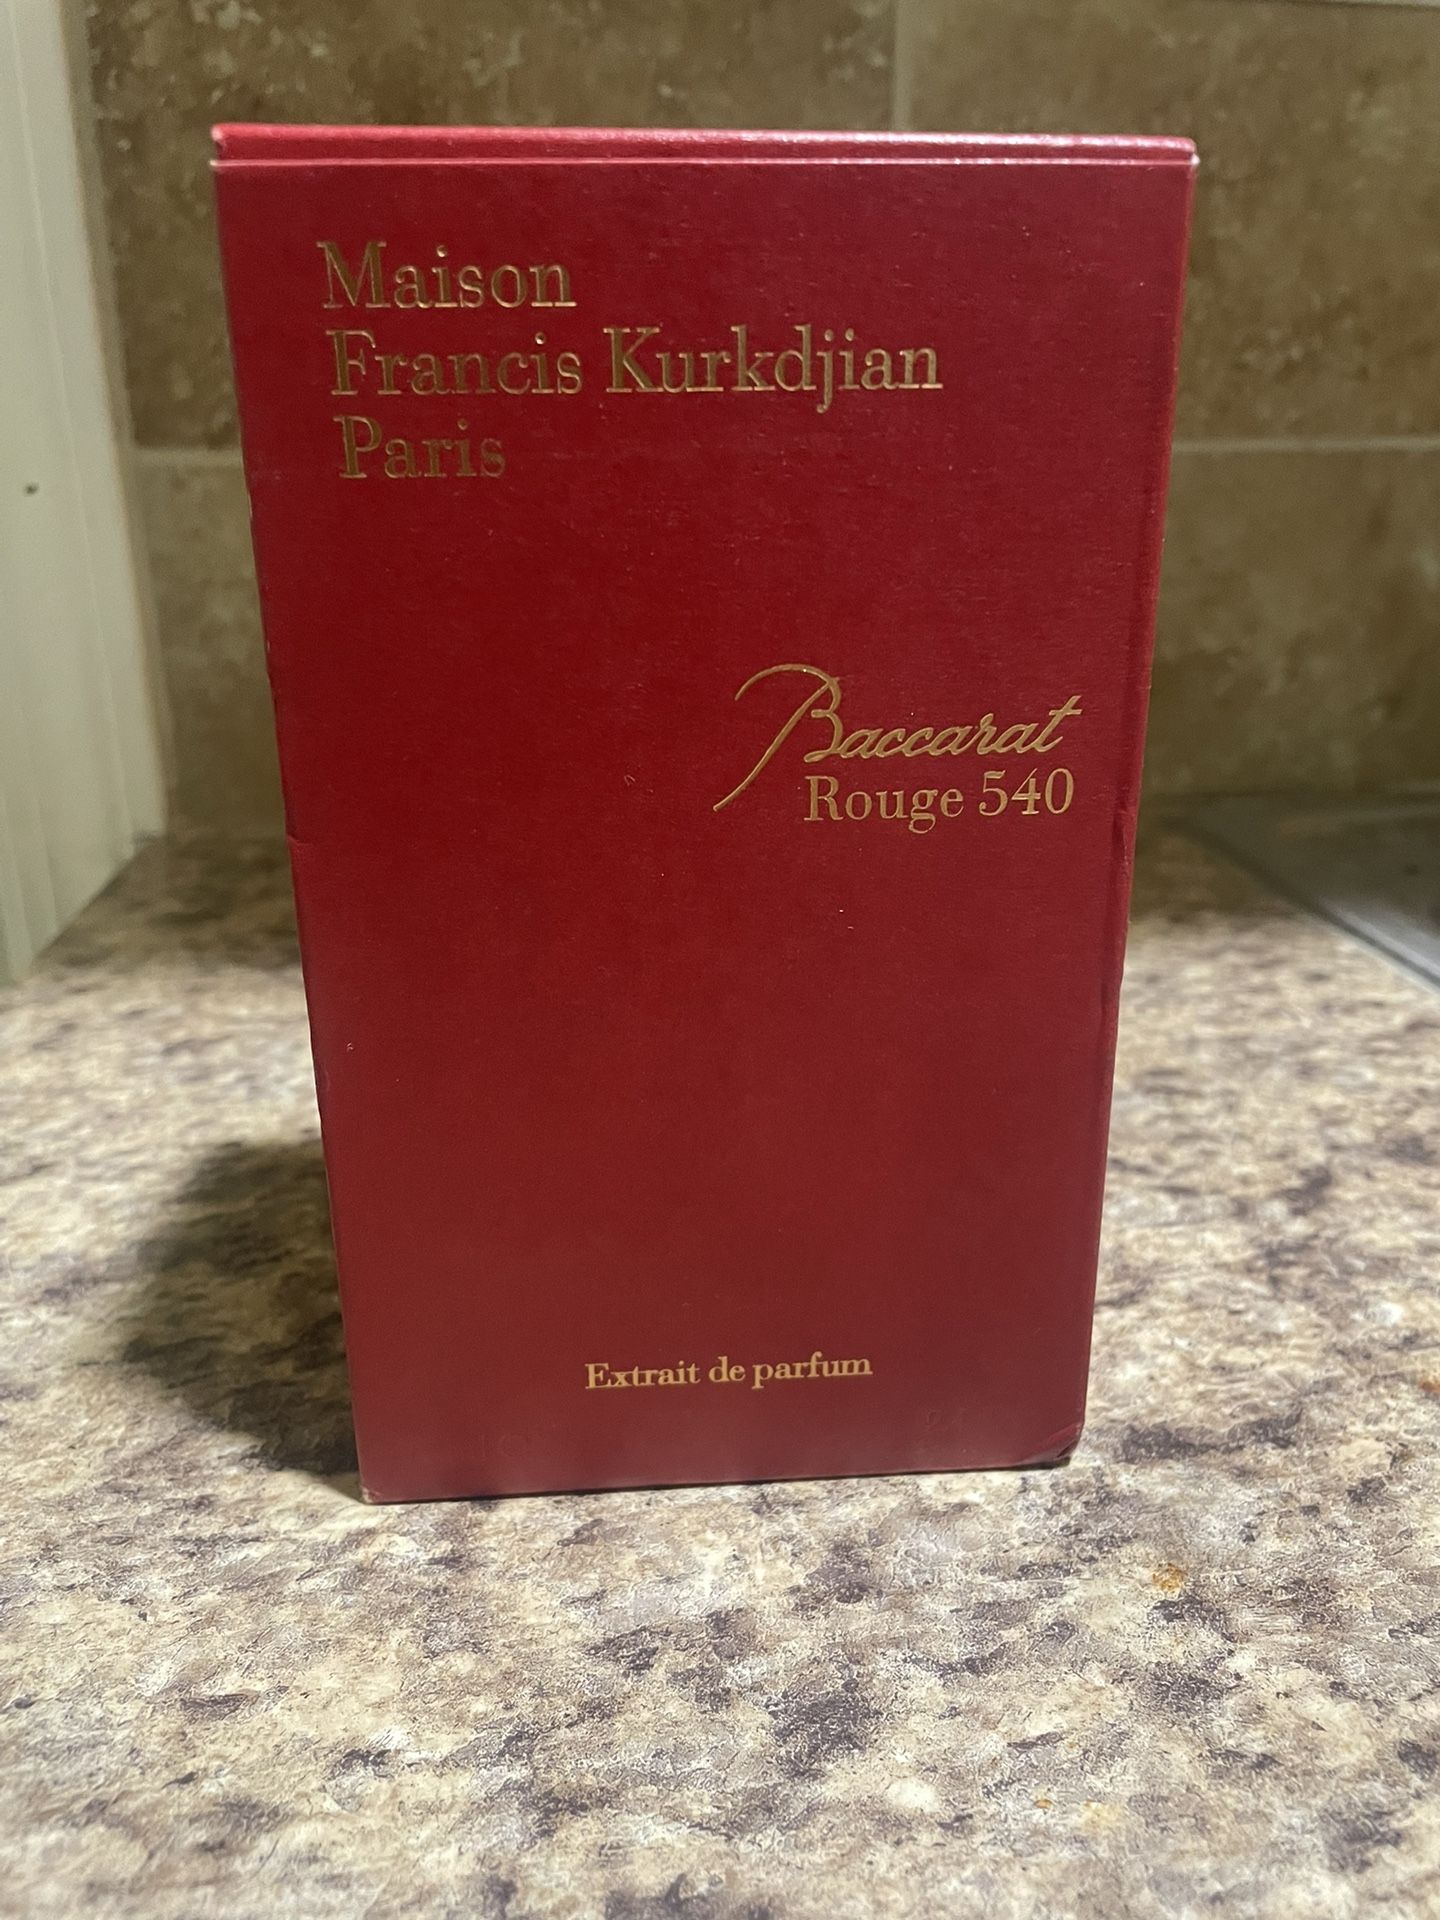 Maison
Francis Kurkdjian
Paris
Baccarat
Rouge 540
Extrait de parfum